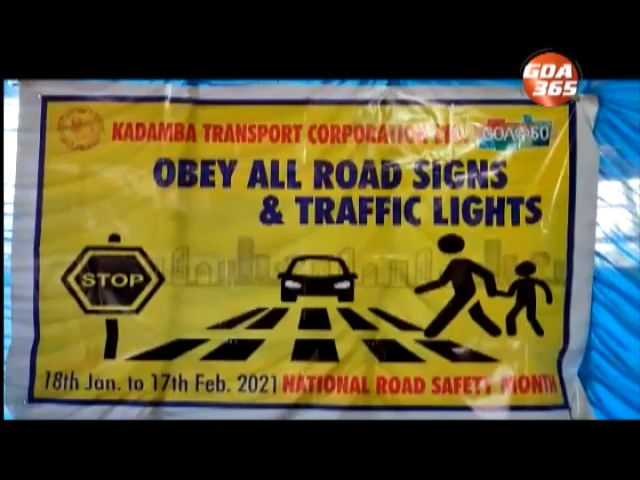 GOA
365
KADAMBA TRANSPORT CORPORATION LTD.
GOA@60
OBEY ALL ROAD SIGNS
& TRAFFIC LIGHTS
STOP
18th Jan. to 17th Feb. 2021 NATIONAL ROAD SAFETY MONTH